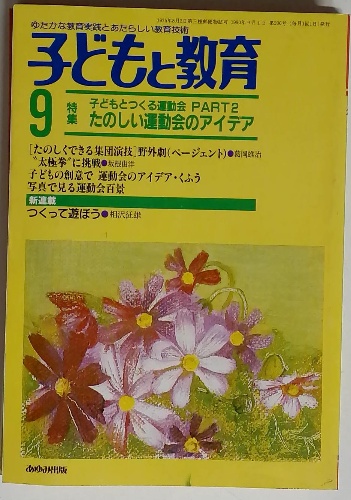 ゆたかな教育実践とあたらしい教育技術
子どもと教育
9
特集
子どもとつくる運動会 PART2
たのしい運動会のアイデア
[たのしくできる集団演技]野外劇(ページェント)●
"太極拳"に挑戦●
子どもの創意で 運動会のアイデア・くふう
写真で見る運動会百景
新連載
つくって遊ぼう●相沢
あゆみ出版